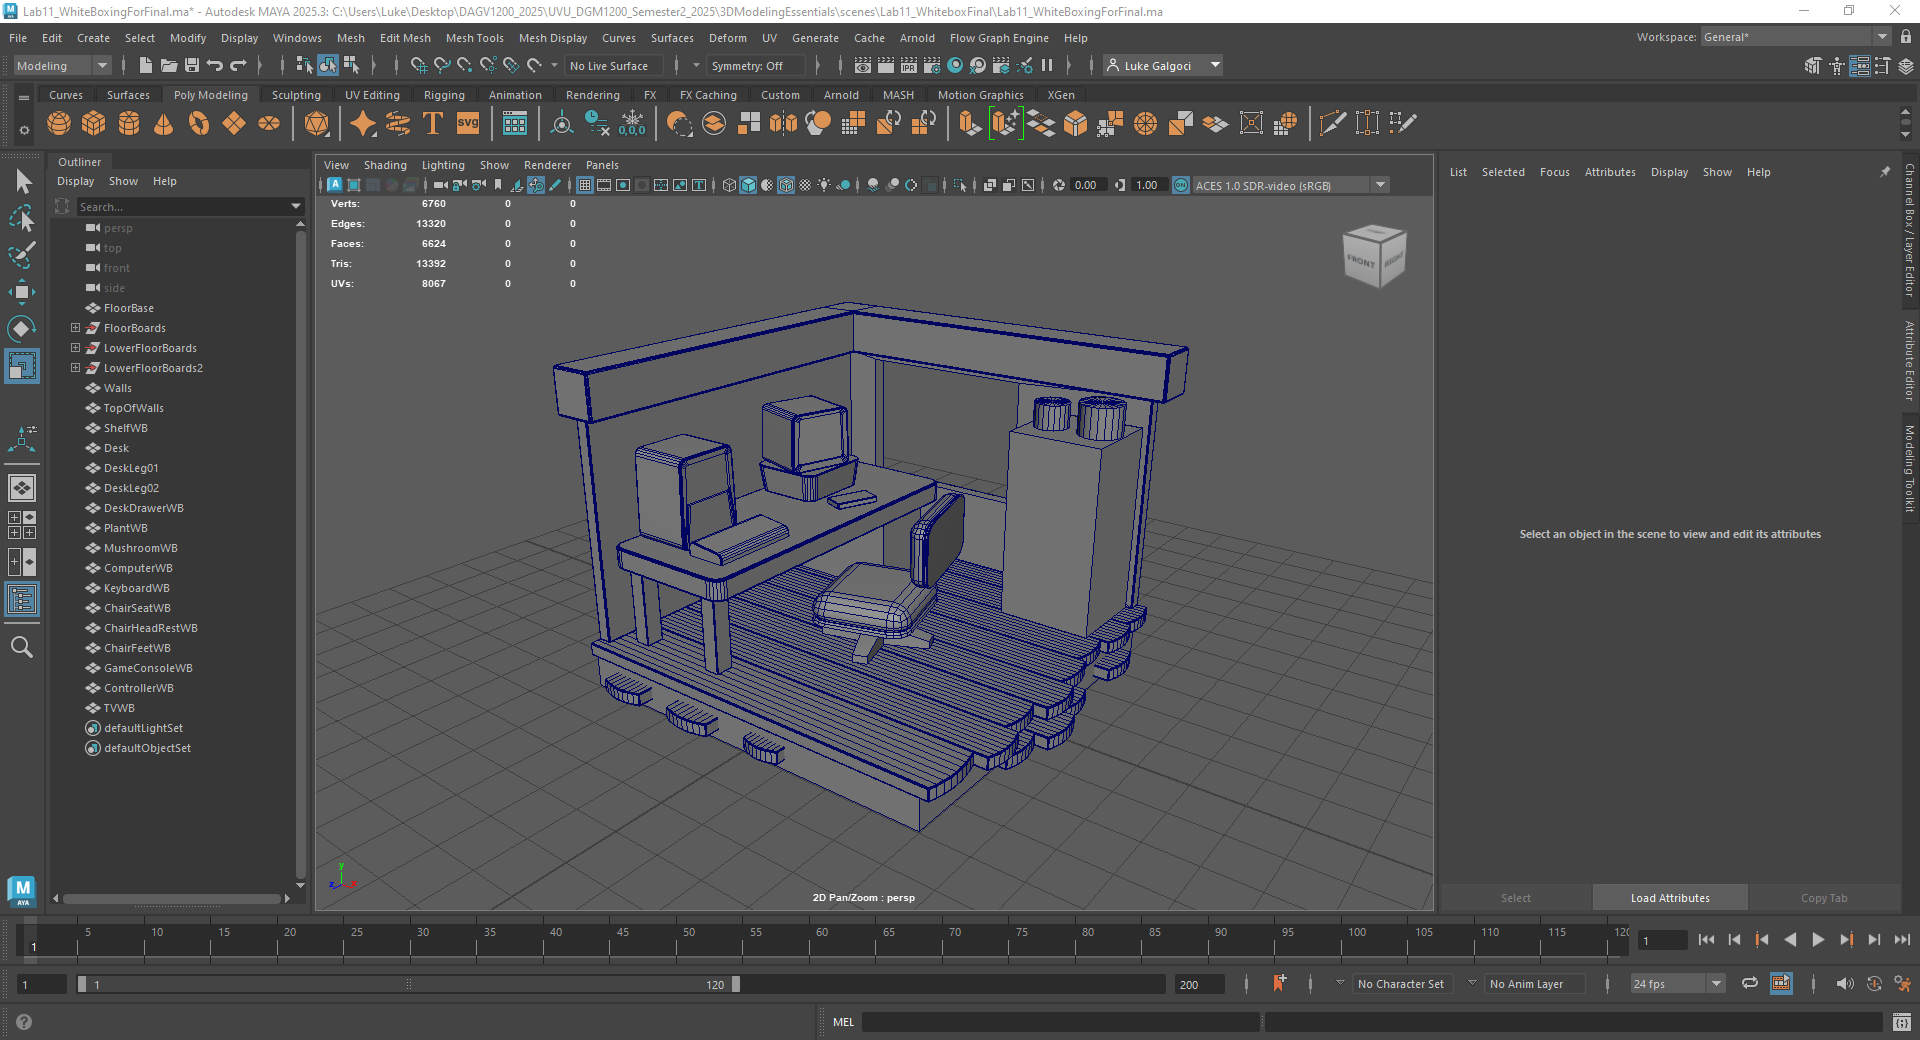 Lab11_WhiteBoxingForFinal.ma* - Autodesk MAYA 2025.3: C:\Users\Luke\Desktop\DAGV1200_2025\UVU_DGM1200_Semester2_2025\3DModelingEssentials\scenes\Lab11_WhiteboxFinal\Lab11_WhiteBoxingForFinal.ma
File Edit Create Select Modify Display Windows Mesh Edit Mesh Mesh Tools Mesh Display Curves Surfaces Deform UV Generate Cache Arnold Flow Graph Engine Help
Workspace: General*
Modeling No Live Surface Symmetry: Off IPR Luke Galgoci
Curves Surfaces Poly Modeling Sculpting UV Editing Rigging Animation Rendering FX FX Caching Custom Arnold MASH Motion Graphics XGen
T SVG 0,0,0
Outliner
Display Show Help
Search...
persp
top
front
side
FloorBase
FloorBoards
LowerFloorBoards
LowerFloorBoards2
Walls
TopOfWalls
ShelfWB
Desk
DeskLeg01
DeskLeg02
DeskDrawerWB
PlantWB
MushroomWB
ComputerWB
KeyboardWB
ChairSeatWB
ChairHeadRestWB
ChairFeetWB
GameConsoleWB
ControllerWB
TVWB
defaultLightSet
defaultObjectSet
M
AYA
View Shading Lighting Show Renderer Panels
0.00 1.00 ACES 1.0 SDR-video (sRGB)
Verts: 6760 0 0
Edges: 13320 0 0
Faces: 6624 0 0
Tris: 13392 0 0
UVs: 8067 0 0
FRONT RIGHT
y
z x
2D Pan/Zoom : persp
List Selected Focus Attributes Display Show Help
Select an object in the scene to view and edit its attributes
Select Load Attributes Copy Tab
Channel Box / Layer Editor
Attribute Editor
Modeling Toolkit
1 5 10 15 20 25 30 35 40 45 50 55 60 65 70 75 80 85 90 95 100 105 110 115 120
1
1 1 120 200 No Character Set No Anim Layer 24 fps
MEL